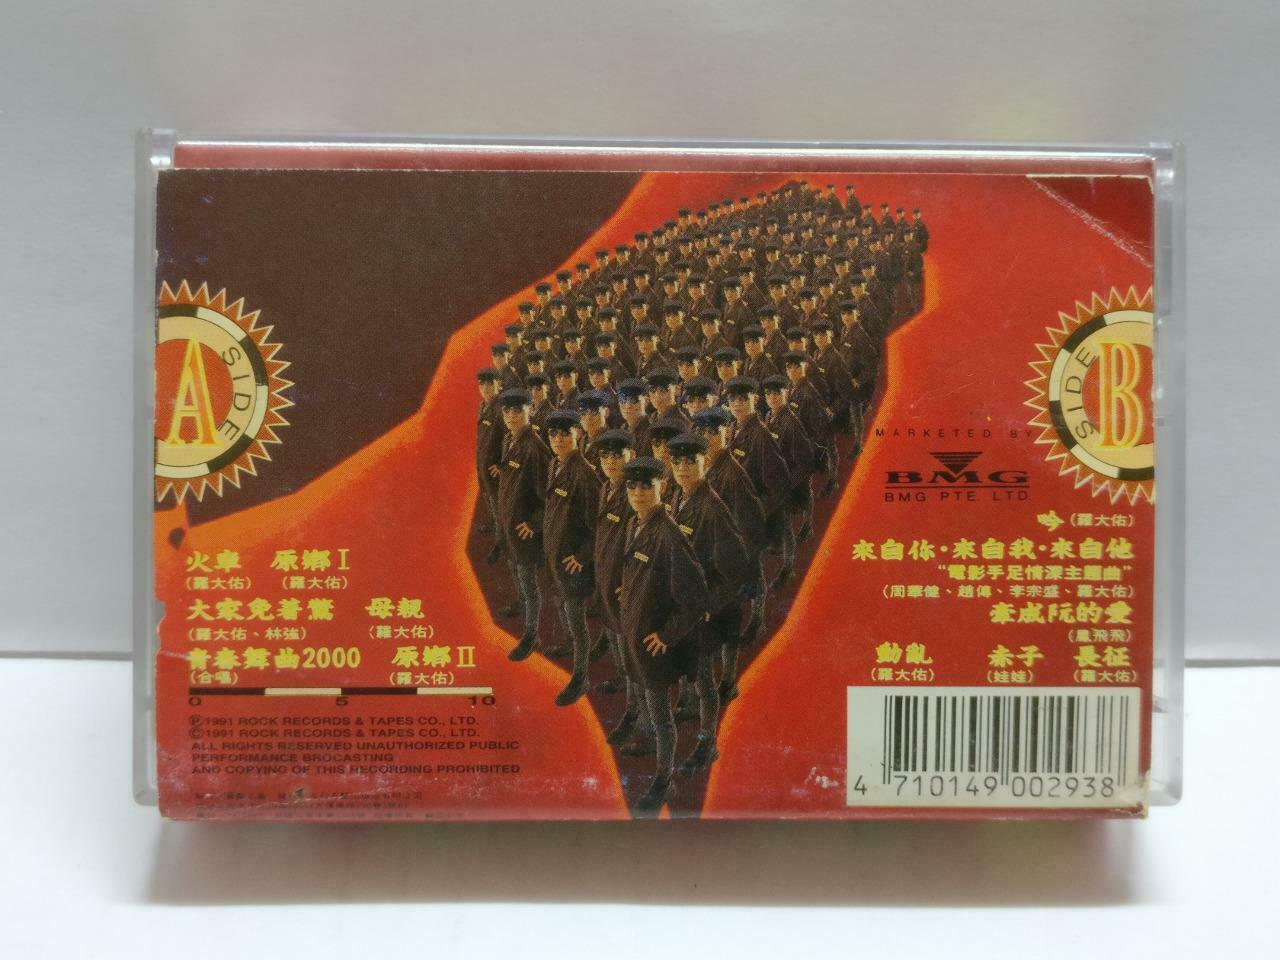 SIDE
A
火車　原鄉 I
(羅大佑)　(羅大佑)
大家免著驚　母親
(羅大佑、林強)　(羅大佑)
青春舞曲2000　原鄉 II
(合唱)　(羅大佑)
0 5 10
Ⓟ1991 ROCK RECORDS & TAPES CO., LTD.
©1991 ROCK RECORDS & TAPES CO., LTD.
ALL RIGHTS RESERVED UNAUTHORIZED PUBLIC
PERFORMANCE BROCASTING
AND COPYING OF THIS RECORDING PROHIBITED
SIDE
B
MARKETED BY
BMG
BMG PTE LTD
吟(羅大佑)
來自你·來自我·來自他
“電影手足情深主題曲”
(周華健、趙傳、李宗盛、羅大佑)
牽成阮的愛
(鳳飛飛)
動亂　赤子　長征
(羅大佑)　(娃娃)　(羅大佑)
4 710149 002938